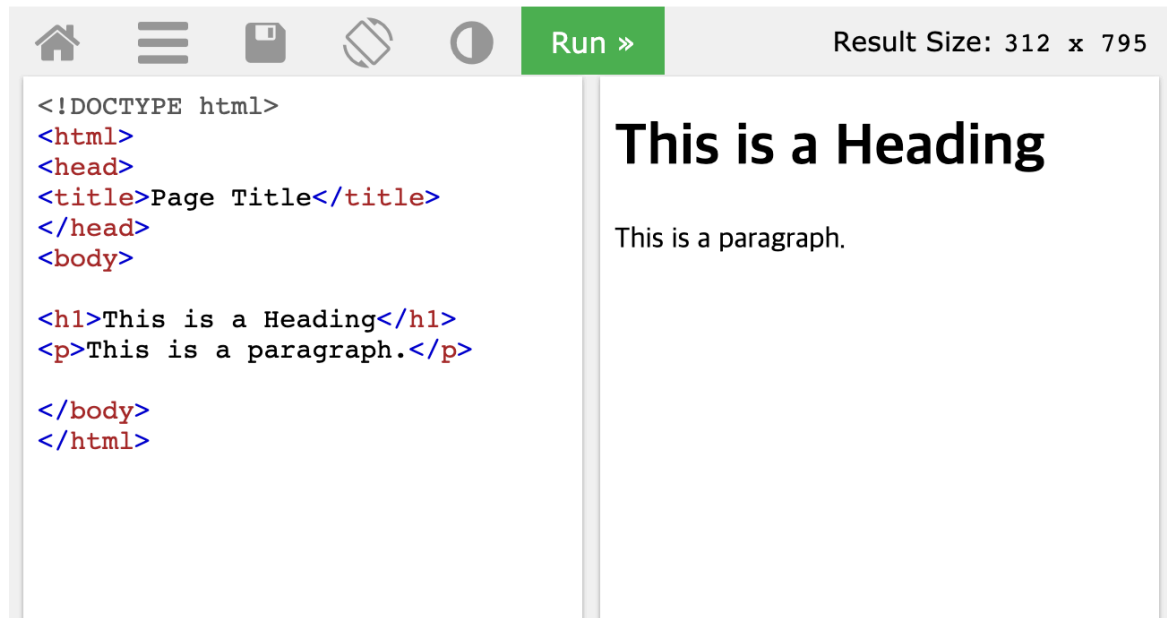 Run »
Result Size: 312 x 795
<!DOCTYPE html>
<html>
<head>
<title>Page Title</title>
</head>
<body>
<h1>This is a Heading</h1>
<p>This is a paragraph.</p>
</body>
</html>
This is a Heading
This is a paragraph.